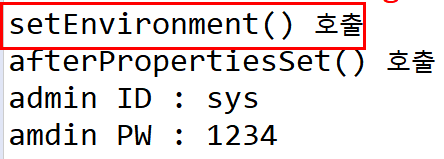 setEnvironment() 호출
afterPropertiesSet() 호출
admin ID : sys
amdin PW : 1234